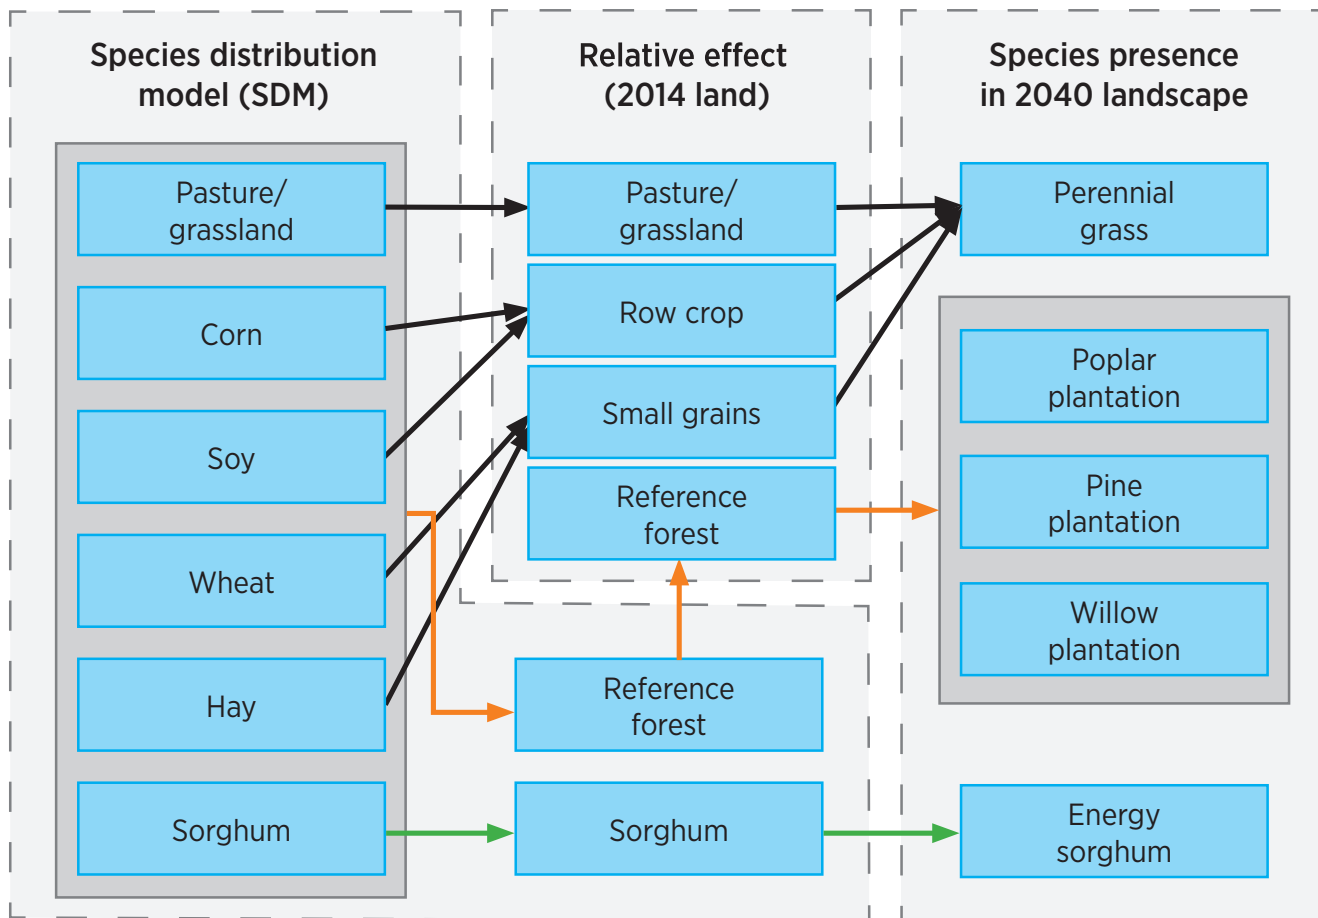 Species distribution
model (SDM)
Pasture/
grassland
Corn
Soy
Wheat
Hay
Sorghum
Relative effect
(2014 land)
Pasture/
grassland
Row crop
Small grains
Reference
forest
Reference
forest
Sorghum
Species presence
in 2040 landscape
Perennial
grass
Poplar
plantation
Pine
plantation
Willow
plantation
Energy
sorghum